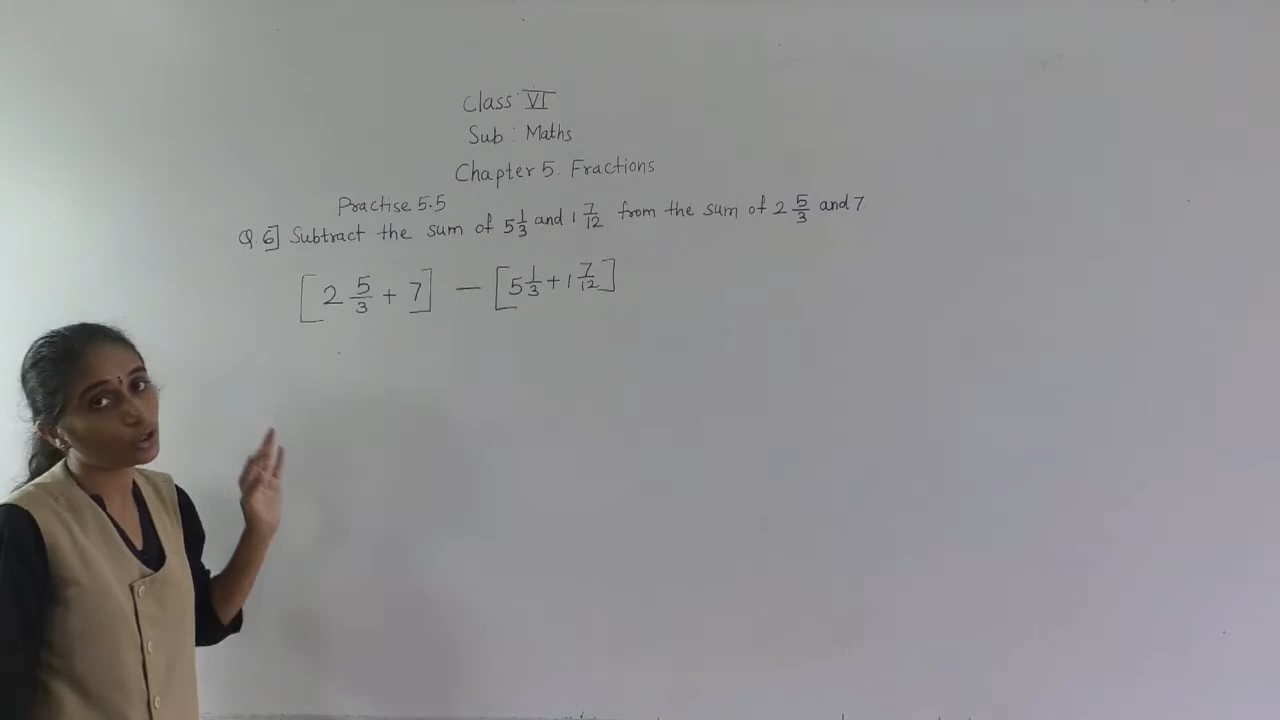 Class VI
Sub : Maths
Chapter 5. Fractions
Practise 5.5
Q.6] Subtract the sum of 5 1/3 and 1 7/12 from the sum of 2 5/3 and 7
[2 5/3 + 7] — [5 1/3 + 1 7/12]